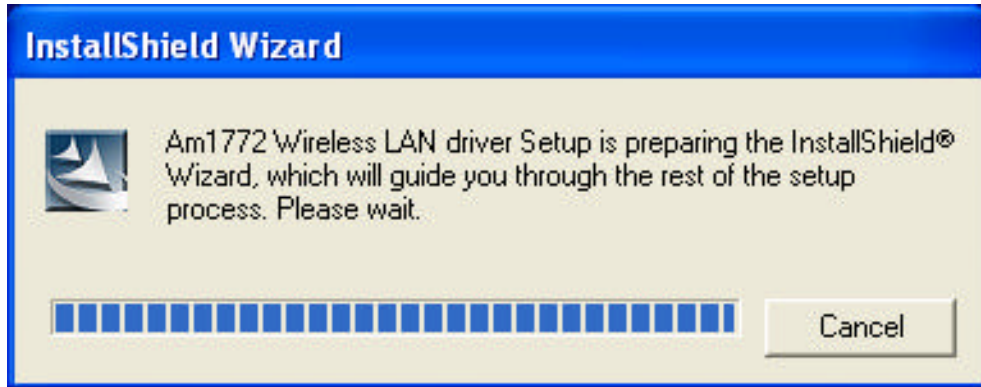 InstallShield Wizard
Am1772 Wireless LAN driver Setup is preparing the InstallShield®
Wizard, which will guide you through the rest of the setup
process. Please wait.
Cancel